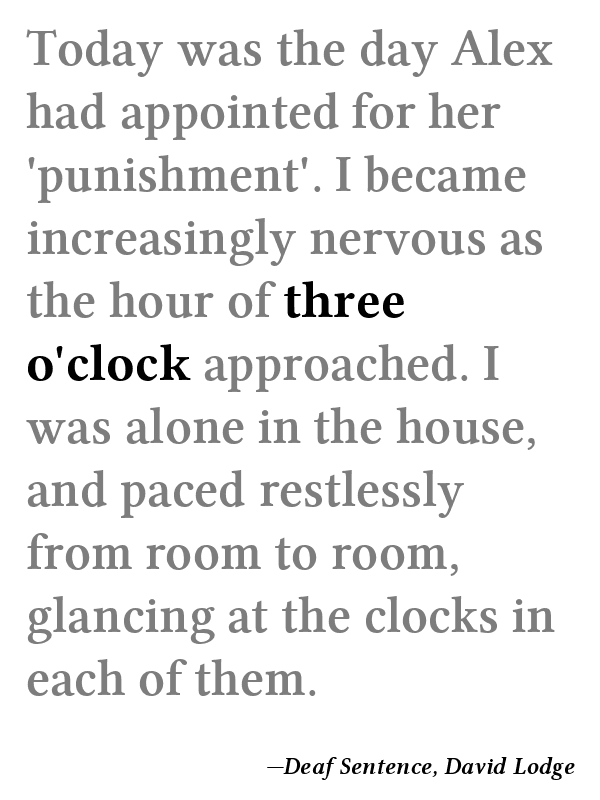 Today was the day Alex
had appointed for her
'punishment'. I became
increasingly nervous as
the hour of three
o'clock approached. I
was alone in the house,
and paced restlessly
from room to room,
glancing at the clocks in
each of them.
—Deaf Sentence, David Lodge